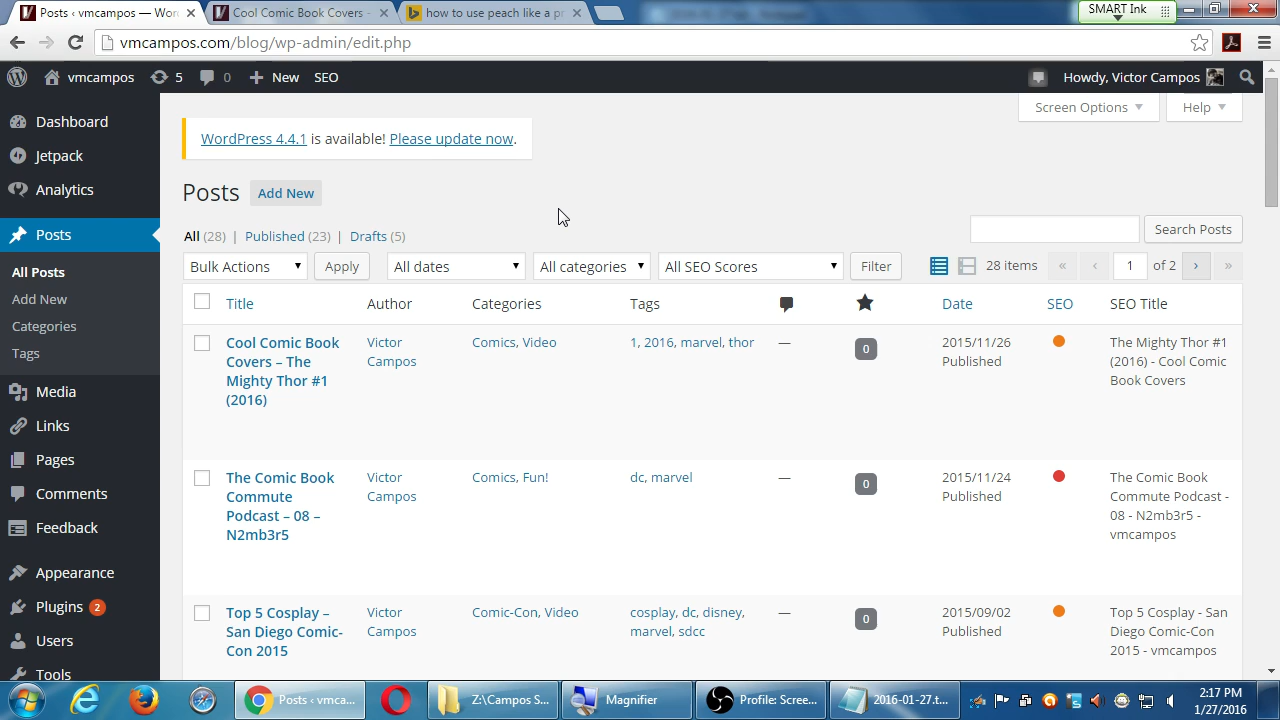 Posts ‹ vmcampos — Wor
Cool Comic Book Covers -
how to use peach like a pr
SMART Ink
vmcampos.com/blog/wp-admin/edit.php
vmcampos
5
0
New
SEO
Howdy, Victor Campos
Dashboard
Jetpack
Analytics
Posts
All Posts
Add New
Categories
Tags
Media
Links
Pages
Comments
Feedback
Appearance
Plugins 2
Users
Tools
Screen Options
Help
WordPress 4.4.1 is available! Please update now.
Posts Add New
All (28) | Published (23) | Drafts (5)
Search Posts
Bulk Actions Apply All dates All categories All SEO Scores Filter 28 items « ‹ 1 of 2 › »
Title Author Categories Tags Date SEO SEO Title
Cool Comic Book Victor Comics, Video 1, 2016, marvel, thor — 0 2015/11/26 The Mighty Thor #1
Covers – The Campos Published (2016) - Cool Comic
Mighty Thor #1 Book Covers
(2016)
The Comic Book Victor Comics, Fun! dc, marvel — 0 2015/11/24 The Comic Book
Commute Campos Published Commute Podcast -
Podcast – 08 – 08 - N2mb3r5 -
N2mb3r5 vmcampos
Top 5 Cosplay – Victor Comic-Con, Video cosplay, dc, disney, — 0 2015/09/02 Top 5 Cosplay - San
San Diego Comic- Campos marvel, sdcc Published Diego Comic-Con
Con 2015 2015 - vmcampos
Posts ‹ vmca...
Z:\Campos S...
Magnifier
Profile: Scree...
2016-01-27.t...
2:17 PM
1/27/2016